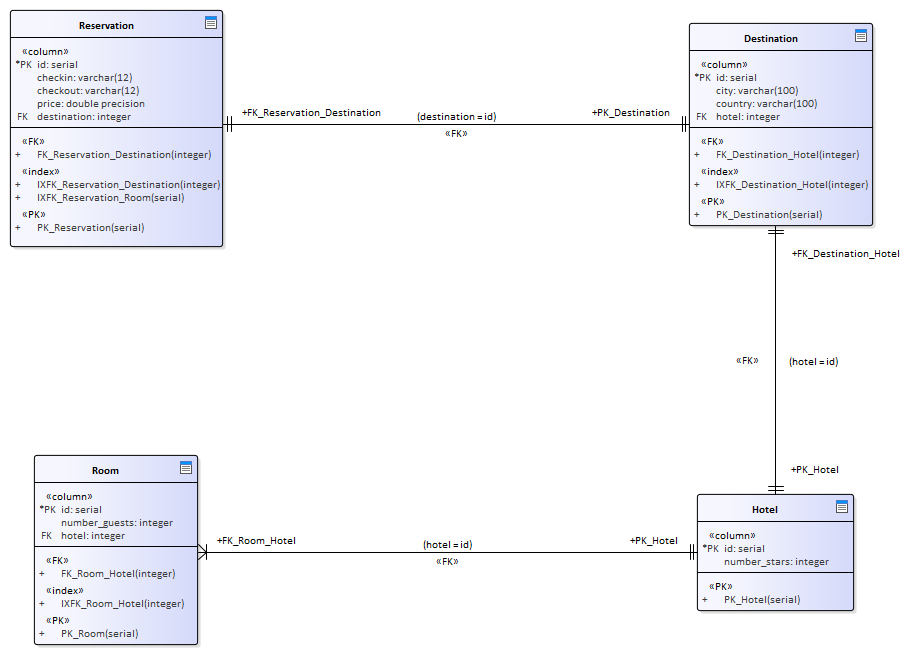 Reservation
«column»
*PK id: serial
checkin: varchar(12)
checkout: varchar(12)
price: double precision
FK destination: integer
«FK»
+ FK_Reservation_Destination(integer)
«index»
+ IXFK_Reservation_Destination(integer)
+ IXFK_Reservation_Room(serial)
«PK»
+ PK_Reservation(serial)
+FK_Reservation_Destination
(destination = id)
«FK»
+PK_Destination
Destination
«column»
*PK id: serial
city: varchar(100)
country: varchar(100)
FK hotel: integer
«FK»
+ FK_Destination_Hotel(integer)
«index»
+ IXFK_Destination_Hotel(integer)
«PK»
+ PK_Destination(serial)
+FK_Destination_Hotel
«FK»
(hotel = id)
+PK_Hotel
Room
«column»
*PK id: serial
number_guests: integer
FK hotel: integer
«FK»
+ FK_Room_Hotel(integer)
«index»
+ IXFK_Room_Hotel(integer)
«PK»
+ PK_Room(serial)
+FK_Room_Hotel
(hotel = id)
«FK»
+PK_Hotel
Hotel
«column»
*PK id: serial
number_stars: integer
«PK»
+ PK_Hotel(serial)